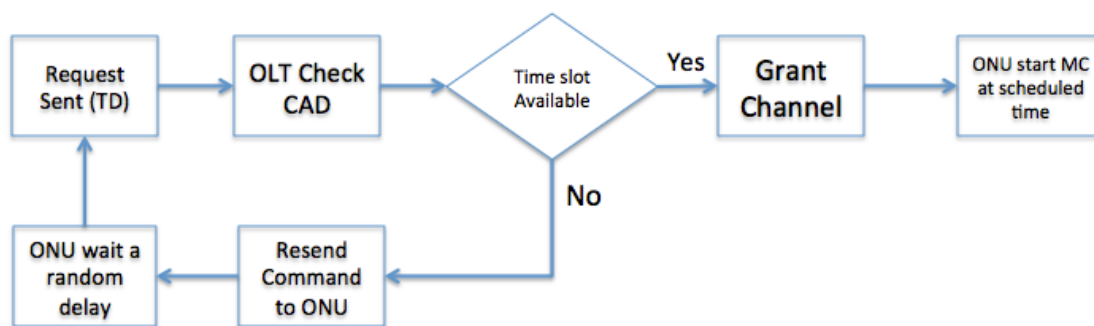 Request
Sent (TD)
OLT Check
CAD
Time slot
Available
Yes
Grant
Channel
ONU start MC
at scheduled
time
No
Resend
Command
to ONU
ONU wait a
random
delay